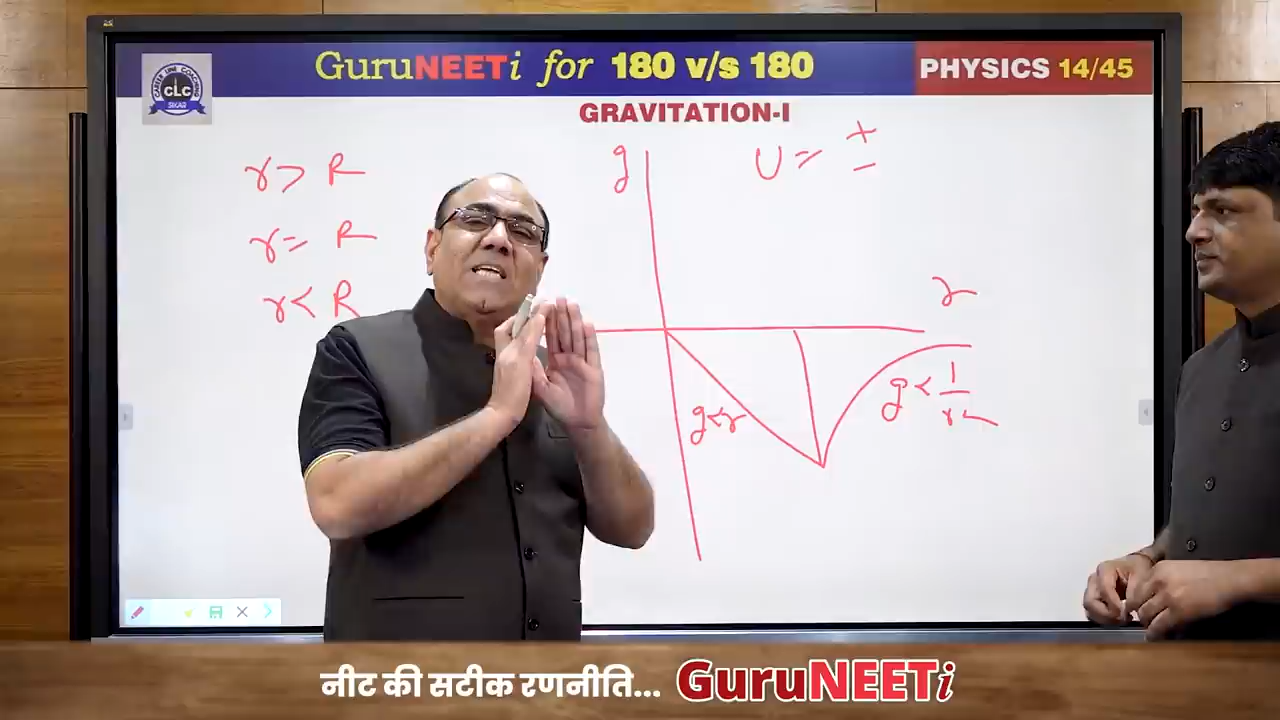 GuruNEETi for 180 v/s 180
PHYSICS 14/45
CLC
SIKAR
GRAVITATION-I
r > R
r = R
r < R
g
U = ±
r
g ∝ r
g ∝ 1/r²
नीट की सटीक रणनीति... GuruNEETi